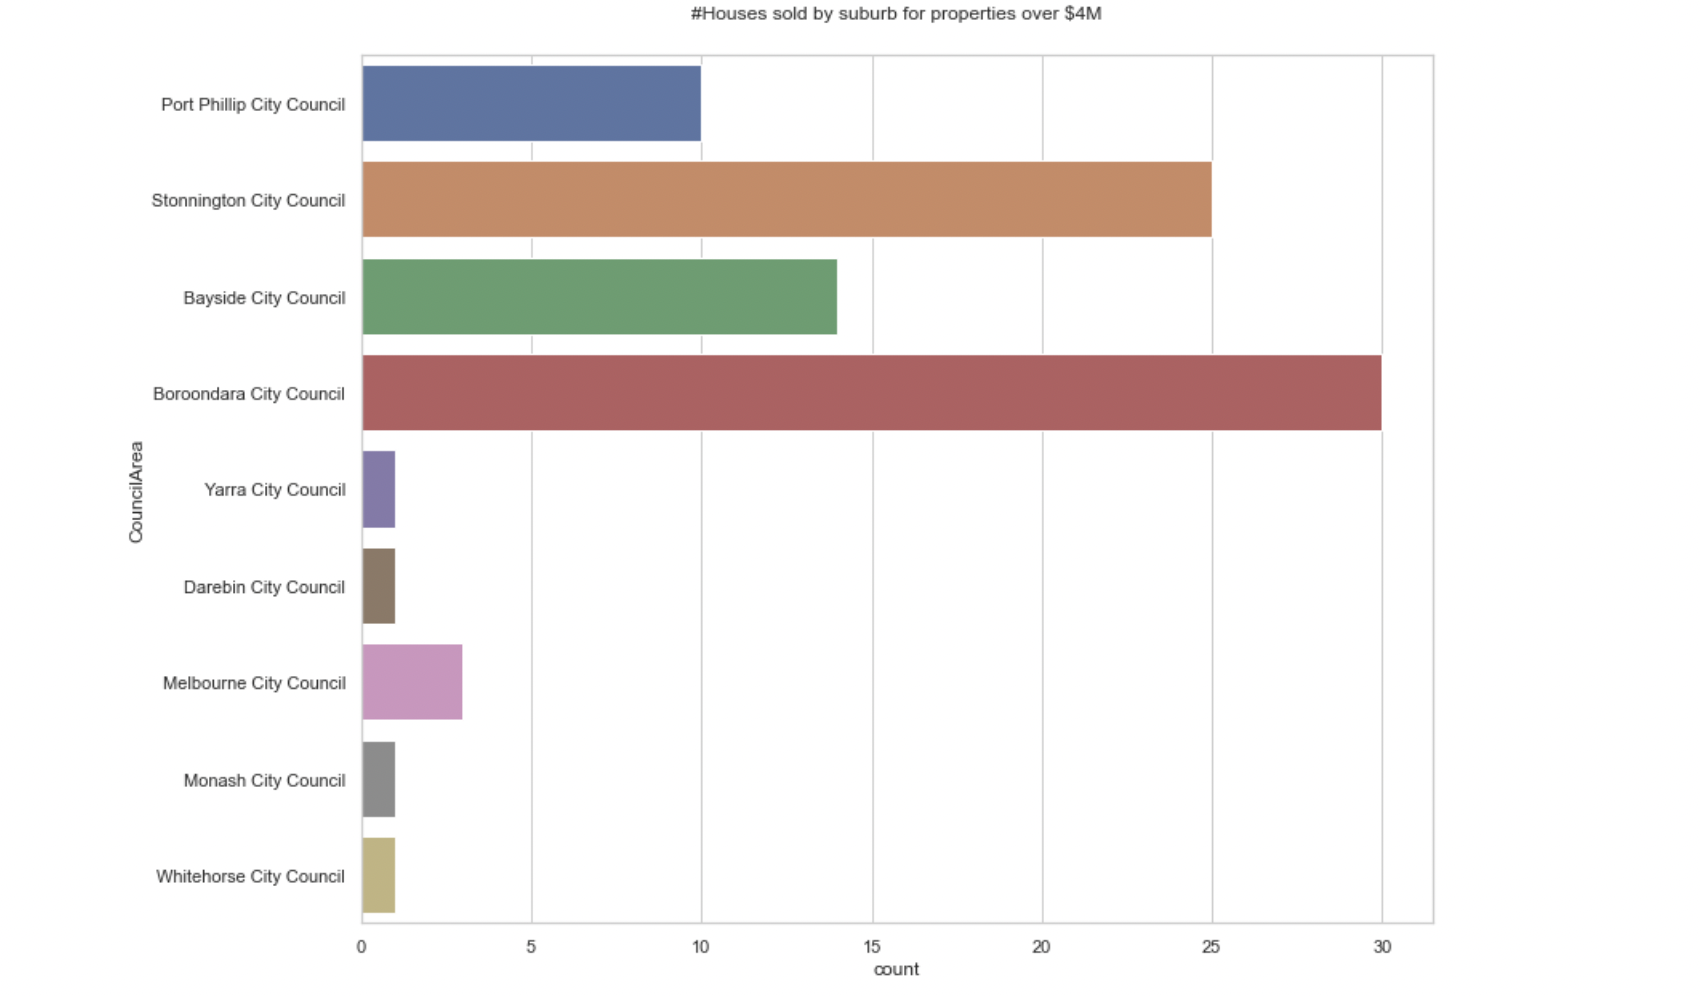 #Houses sold by suburb for properties over $4M
CouncilArea
Port Phillip City Council
Stonnington City Council
Bayside City Council
Boroondara City Council
Yarra City Council
Darebin City Council
Melbourne City Council
Monash City Council
Whitehorse City Council
0 5 10 15 20 25 30
count